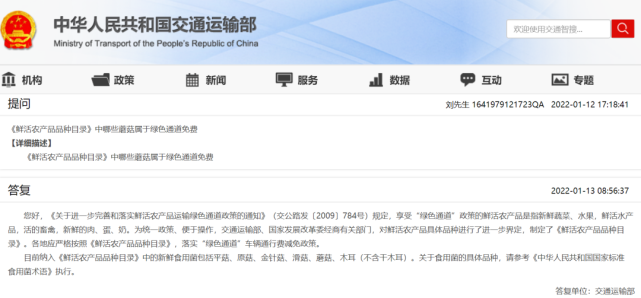 中华人民共和国交通运输部
Ministry of Transport of the People's Republic of China
欢迎使用交通智搜...
机构 政策 新闻 服务 数据 互动 专题
提问 刘先生 1641979121723QA 2022-01-12 17:18:41
《鲜活农产品品种目录》中哪些蘑菇属于绿色通道免费
【详细描述】
《鲜活农产品品种目录》中哪些蘑菇属于绿色通道免费
答复 2022-01-13 08:56:37
您好，《关于进一步完善和落实鲜活农产品运输绿色通道政策的通知》（交公路发〔2009〕784号）规定，享受“绿色通道”政策的鲜活农产品是指新鲜蔬菜、水果，鲜活水产
品，活的畜禽，新鲜的肉、蛋、奶。为统一政策、便于操作，交通运输部、国家发展改革委经商有关部门，对鲜活农产品具体品种进行了进一步界定，制定了《鲜活农产品品种目
录》。各地应严格按照《鲜活农产品品种目录》，落实“绿色通道”车辆通行费减免政策。
目前纳入《鲜活农产品品种目录》中的新鲜食用菌包括平菇、原菇、金针菇、滑菇、蘑菇、木耳（不含干木耳）。关于食用菌的具体品种，请参考《中华人民共和国国家标准
食用菌术语》执行。
答复单位：交通运输部